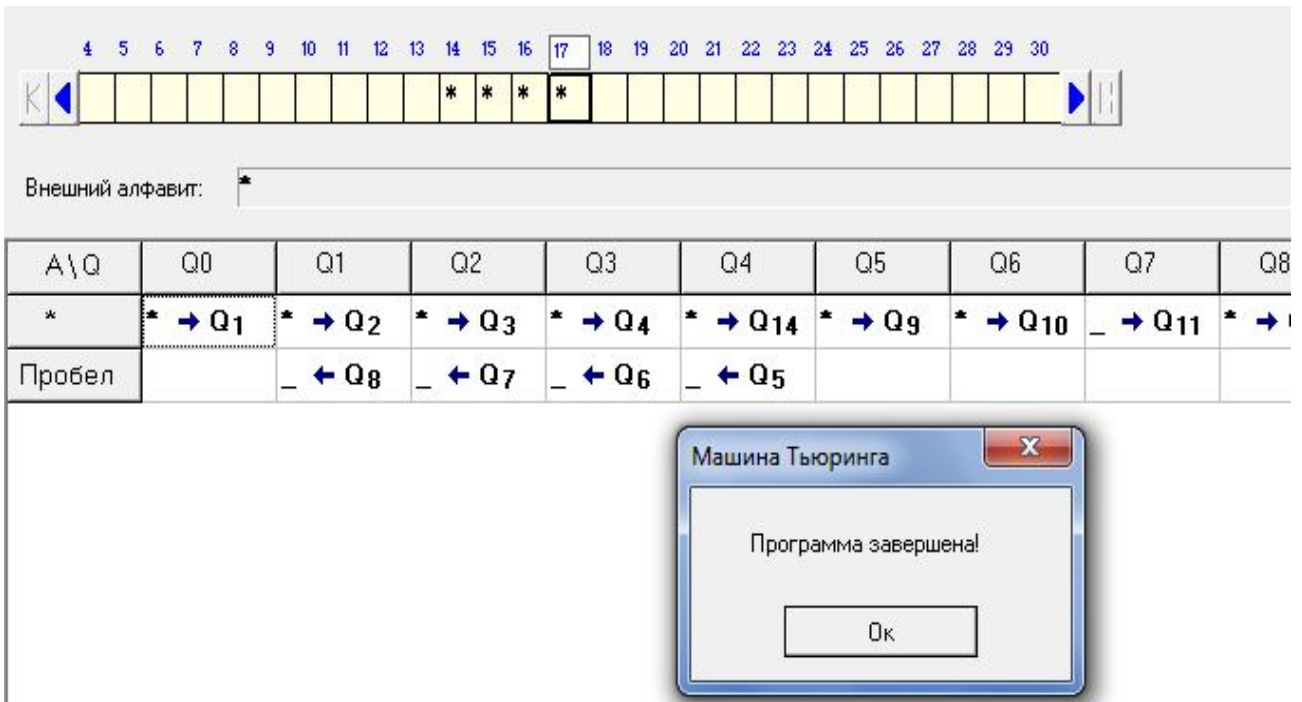 4 5 6 7 8 9 10 11 12 13 14 15 16 17 18 19 20 21 22 23 24 25 26 27 28 29 30
* * * *
Внешний алфавит: *
A\Q Q0 Q1 Q2 Q3 Q4 Q5 Q6 Q7 Q8
* * → Q1 * → Q2 * → Q3 * → Q4 * → Q14 * → Q9 * → Q10 _ → Q11 * →
Пробел _ ← Q8 _ ← Q7 _ ← Q6 _ ← Q5
Машина Тьюринга
Программа завершена!
Ок